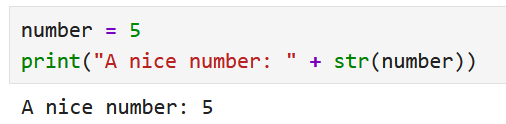 number = 5
print("A nice number: " + str(number))
A nice number: 5